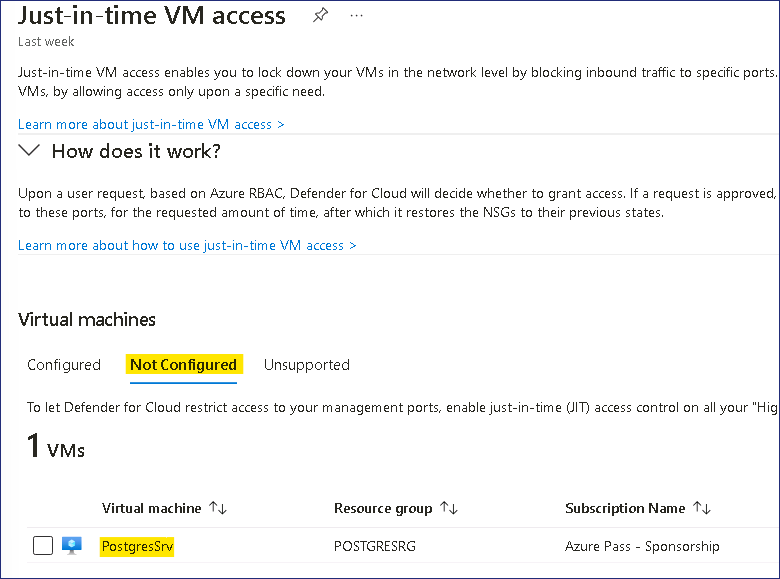 Just-in-time VM access
Last week
Just-in-time VM access enables you to lock down your VMs in the network level by blocking inbound traffic to specific ports.
VMs, by allowing access only upon a specific need.
Learn more about just-in-time VM access >
How does it work?
Upon a user request, based on Azure RBAC, Defender for Cloud will decide whether to grant access. If a request is approved,
to these ports, for the requested amount of time, after which it restores the NSGs to their previous states.
Learn more about how to use just-in-time VM access >
Virtual machines
Configured Not Configured Unsupported
To let Defender for Cloud restrict access to your management ports, enable just-in-time (JIT) access control on all your "Hig
1 VMs
Virtual machine ↑↓ Resource group ↑↓ Subscription Name ↑↓
PostgresSrv POSTGRESRG Azure Pass - Sponsorship